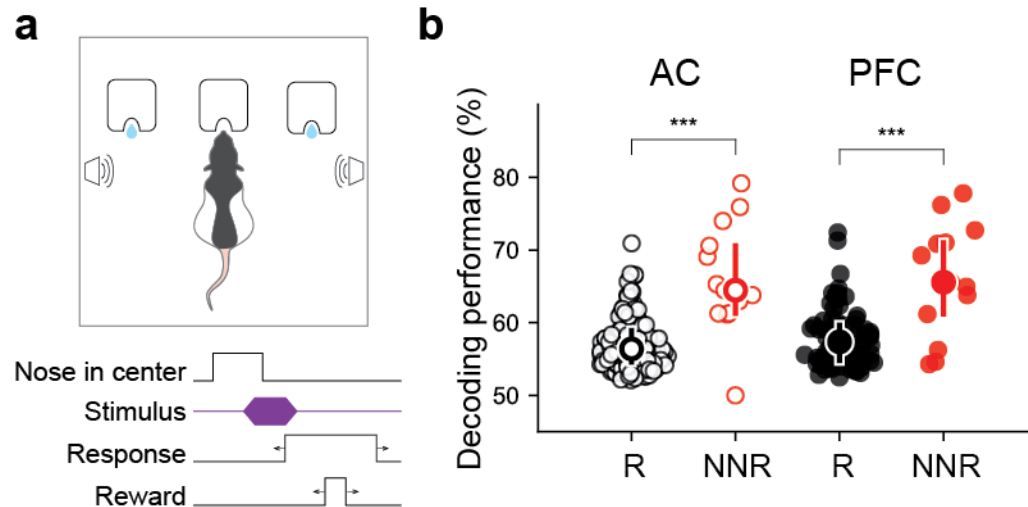 a
Nose in center
Stimulus
Response
Reward
b
AC PFC
Decoding performance (%)
*** ***
80
70
60
50
R NNR R NNR